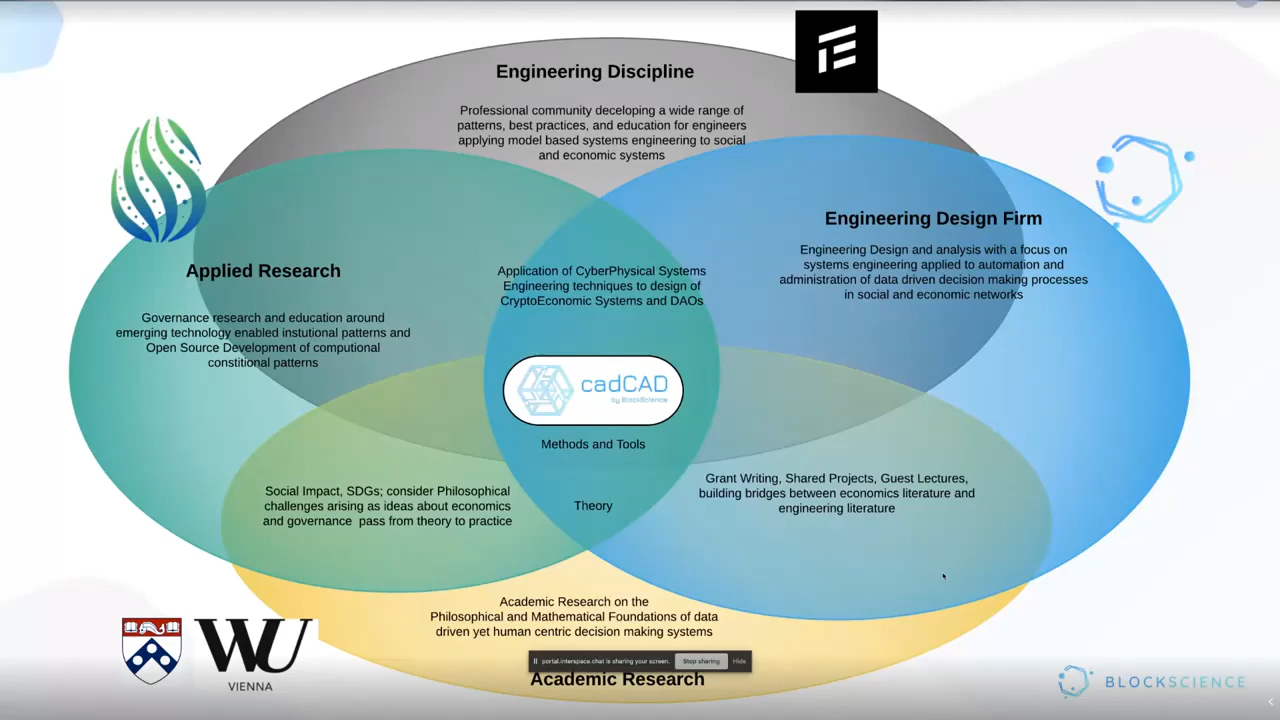 Engineering Discipline
Professional community deceloping a wide range of
patterns, best practices, and education for engineers
applying model based systems engineering to social
and economic systems
Engineering Design Firm
Engineering Design and analysis with a focus on
systems engineering applied to automation and
administration of data driven decision making processes
in social and economic networks
Applied Research
Governance research and education around
emerging technology enabled instutional patterns and
Open Source Development of computional
constitional patterns
Application of CyberPhysical Systems
Engineering techniques to design of
CryptoEconomic Systems and DAOs
cadCAD
by BlockScience
Methods and Tools
Theory
Social Impact, SDGs; consider Philosophical
challenges arising as ideas about economics
and governance pass from theory to practice
Grant Writing, Shared Projects, Guest Lectures,
building bridges between economics literature and
engineering literature
Academic Research on the
Philosophical and Mathematical Foundations of data
driven yet human centric decision making systems
portal.interspace.chat is sharing your screen. Stop sharing Hide
Academic Research
WU
VIENNA
BLOCKSCIENCE